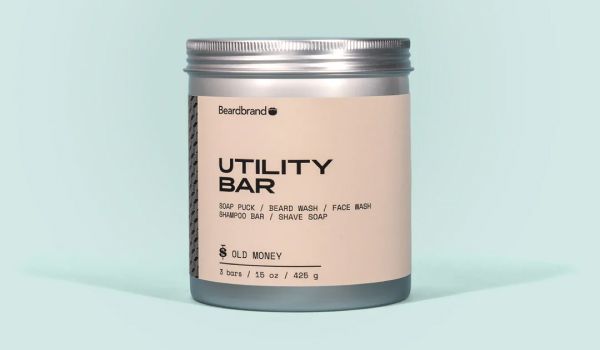 Beardbrand
UTILITY
BAR
SOAP PUCK / BEARD WASH / FACE WASH
SHAMPOO BAR / SHAVE SOAP
OLD MONEY
3 bars / 15 oz / 425 g